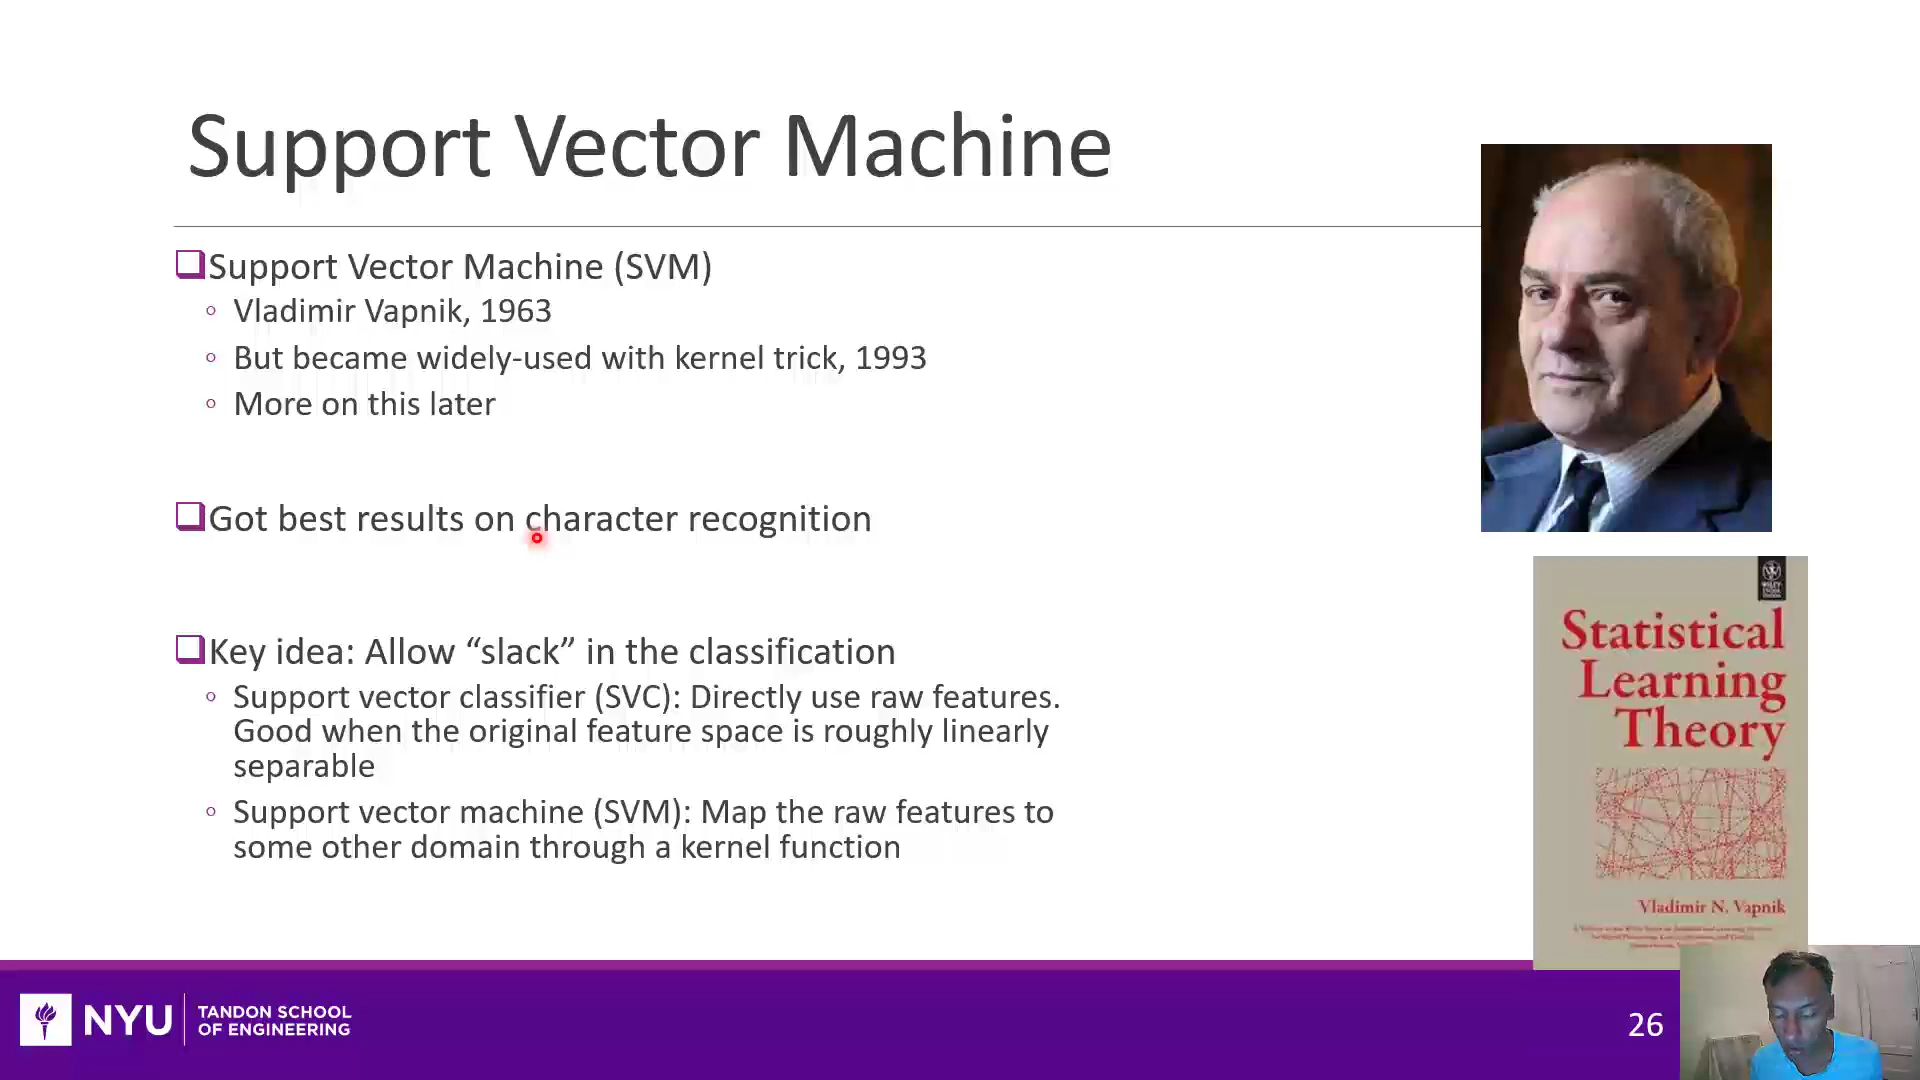 Support Vector Machine
Support Vector Machine (SVM)
Vladimir Vapnik, 1963
But became widely-used with kernel trick, 1993
More on this later
Got best results on character recognition
Key idea: Allow “slack” in the classification
Support vector classifier (SVC): Directly use raw features.
Good when the original feature space is roughly linearly
separable
Support vector machine (SVM): Map the raw features to
some other domain through a kernel function
Statistical
Learning
Theory
Vladimir N. Vapnik
NYU
TANDON SCHOOL
OF ENGINEERING
26